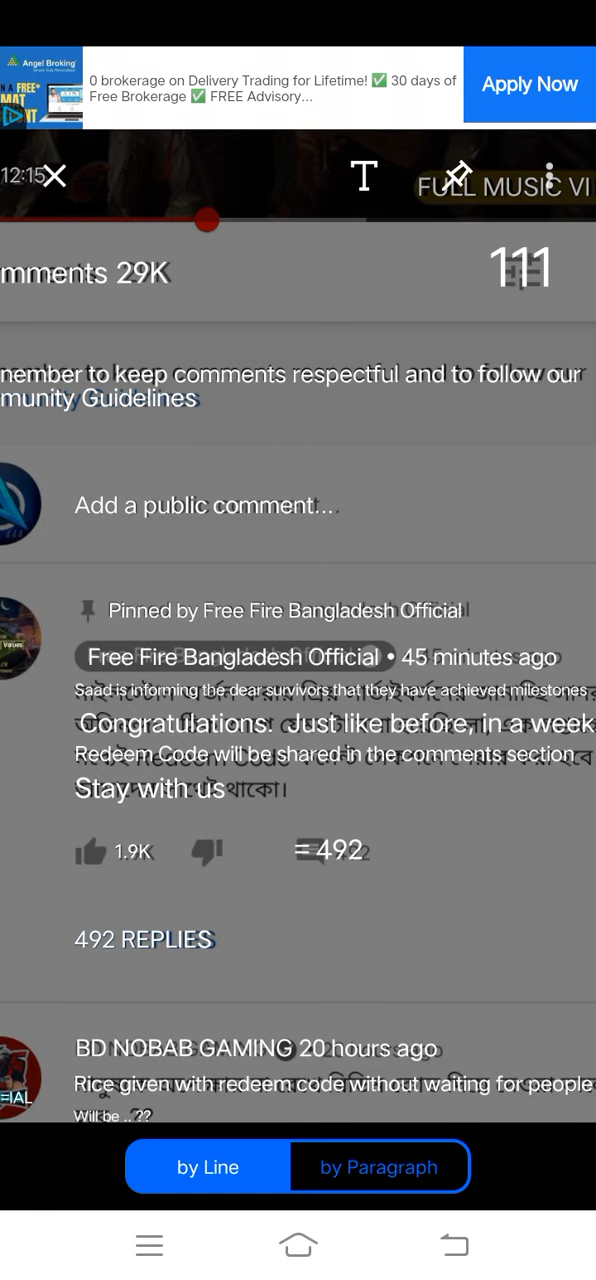 Angel Broking
N A FREE*
MAT
NT
0 brokerage on Delivery Trading for Lifetime! ✅ 30 days of
Free Brokerage ✅ FREE Advisory...
Apply Now
12:15
T
FULL MUSIC VI
mments 29K
111
nember to keep comments respectful and to follow our
munity Guidelines
Add a public comment...
Pinned by Free Fire Bangladesh Official
Free Fire Bangladesh Official • 45 minutes ago
Saad is informing the dear survivors that they have achieved milestones
Congratulations. Just like before, in a week
Redeem Code will be shared in the comments section
Stay with us
থাকো।
1.9K
= 492
492 REPLIES
BD NOBAB GAMING 20 hours ago
Rice given with redeem code without waiting for people
Will be .. ??
by Line
by Paragraph